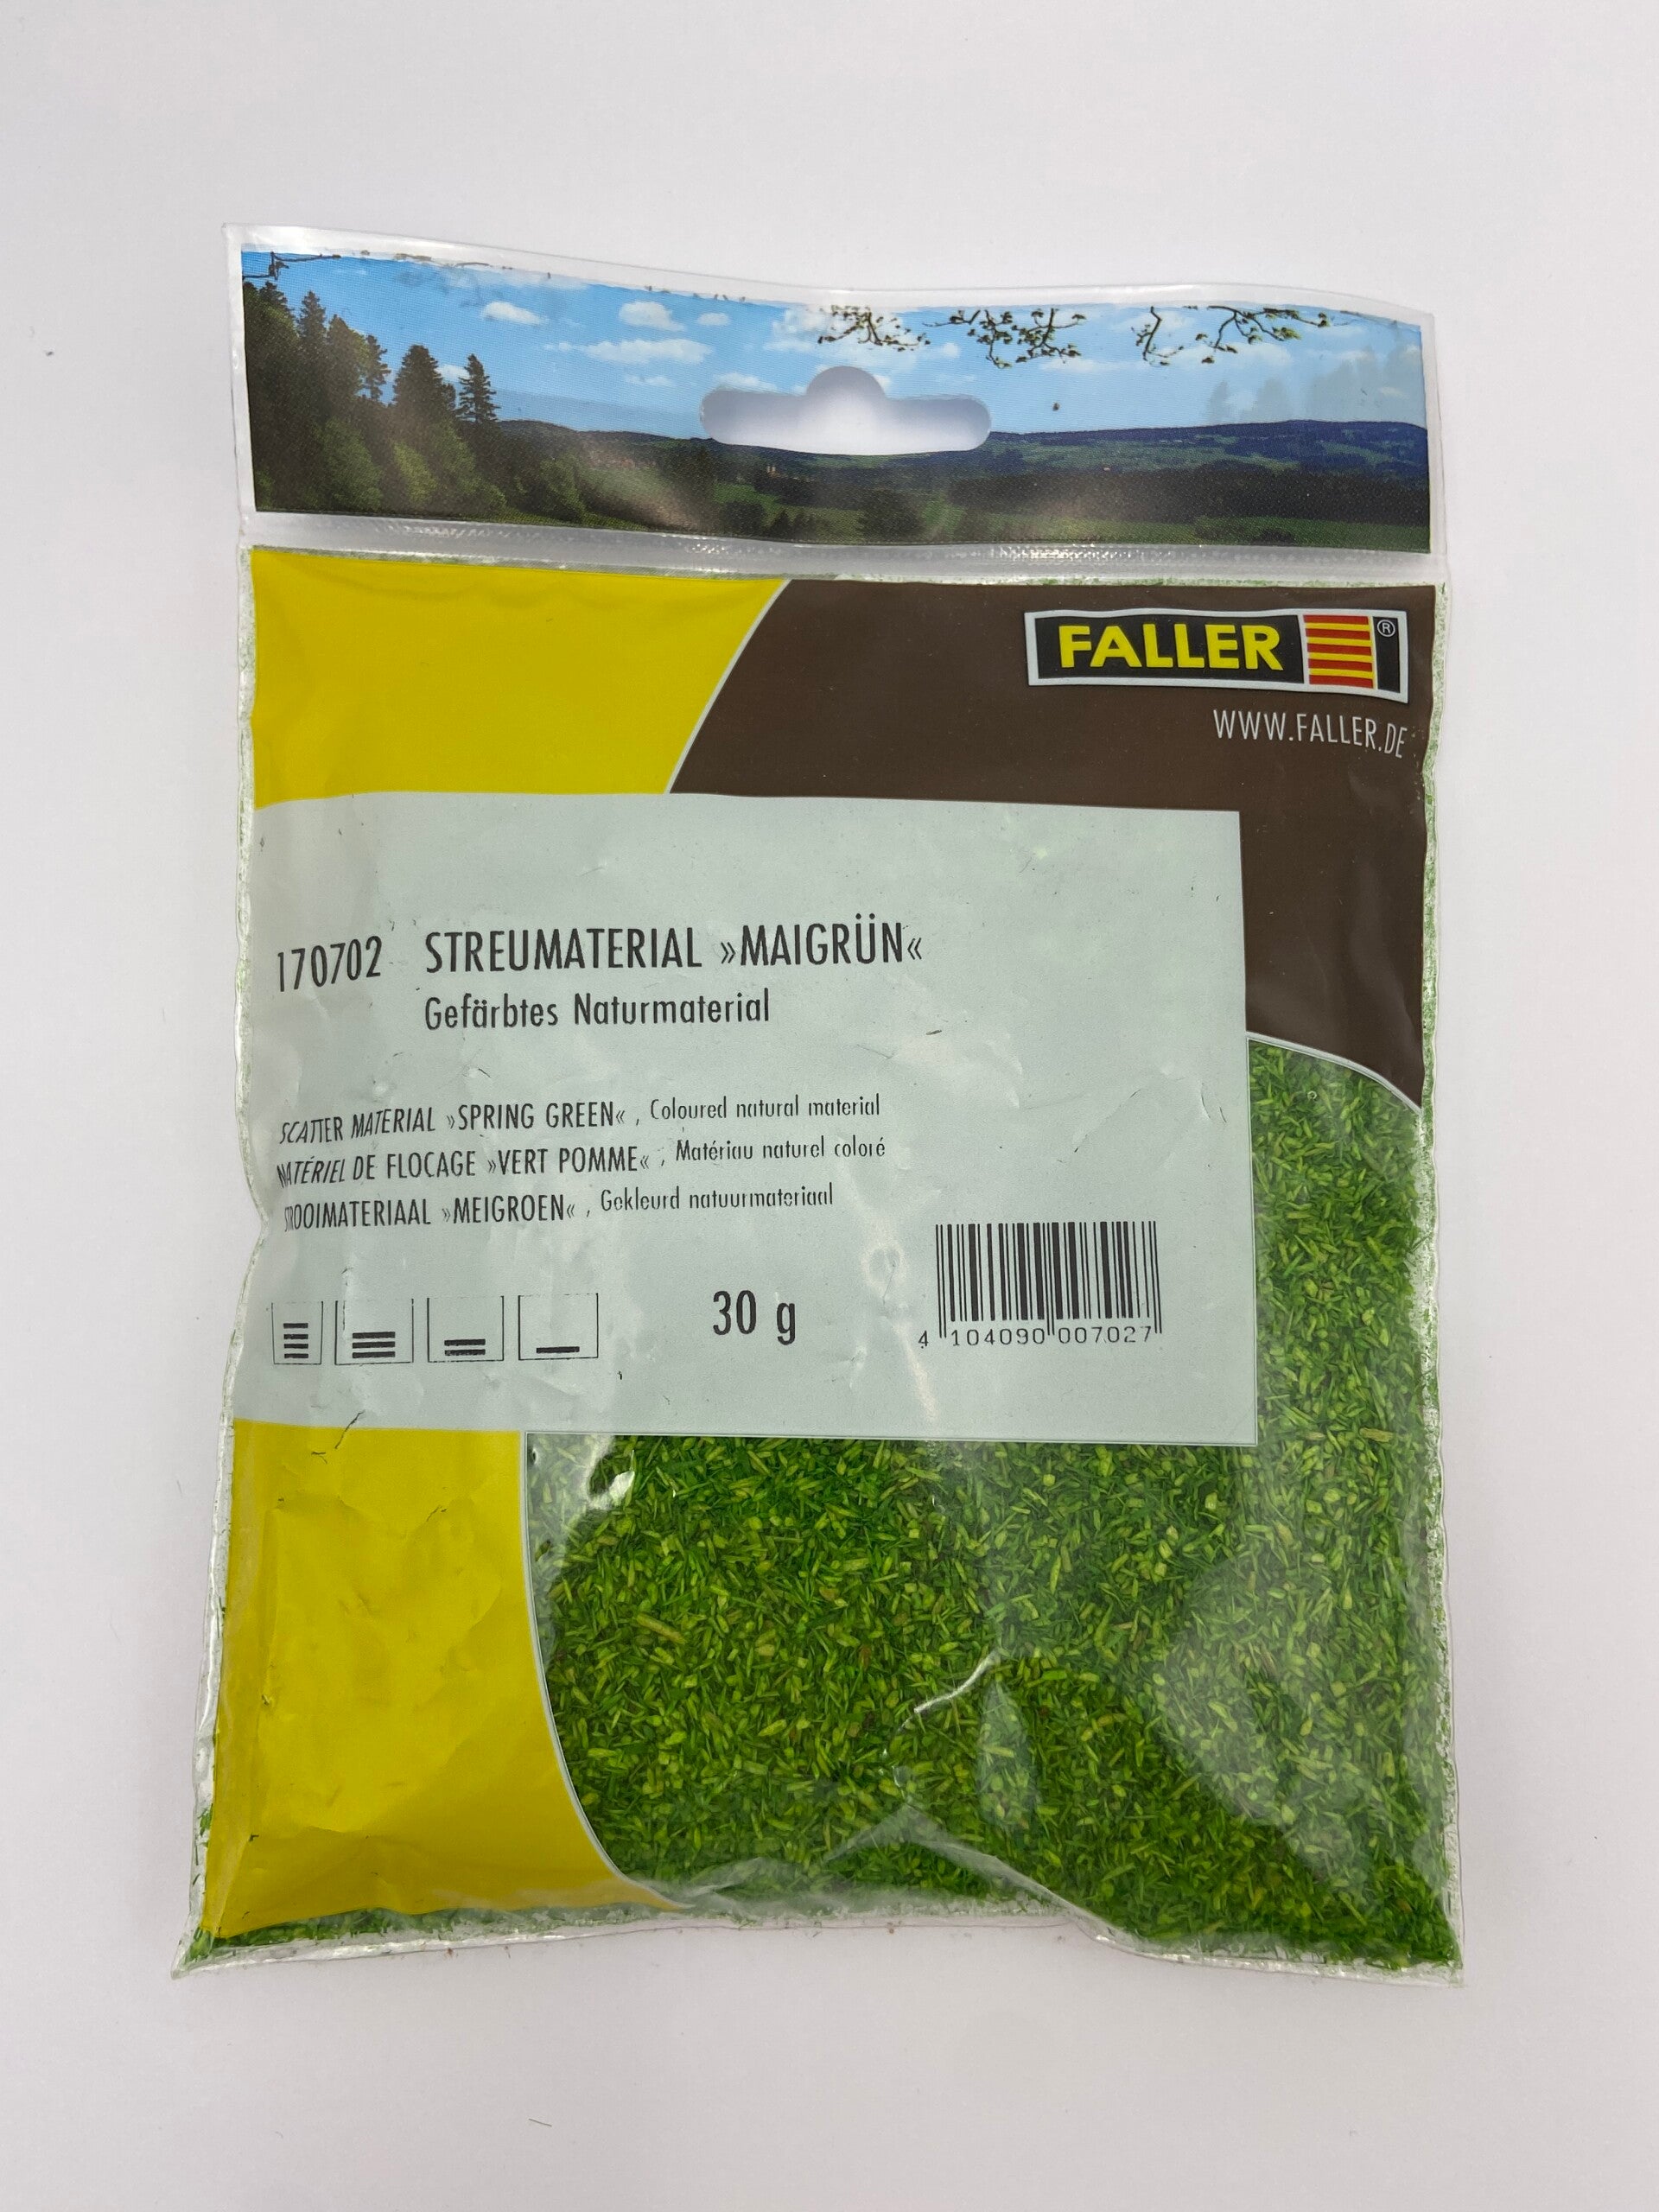 FALLER ®
WWW.FALLER.DE
170702 STREUMATERIAL »MAIGRÜN«
Gefärbtes Naturmaterial
SCATTER MATERIAL »SPRING GREEN« , Coloured natural material
MATÉRIEL DE FLOCAGE »VERT POMME« , Matériau naturel coloré
STROOIMATERIAAL »MEIGROEN« , Gekleurd natuurmateriaal
30 g
4 104090 007027